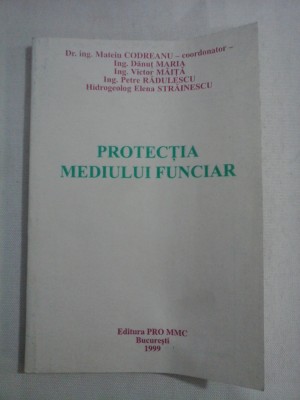 Dr. ing. Mateiu CODREANU – coordonator –
Ing. Dănuț MARIA
Ing. Victor MĂIȚĂ
Ing. Petre RĂDULESCU
Hidrogeolog Elena STRĂINESCU
PROTECȚIA
MEDIULUI FUNCIAR
Editura PRO MMC
București
1999